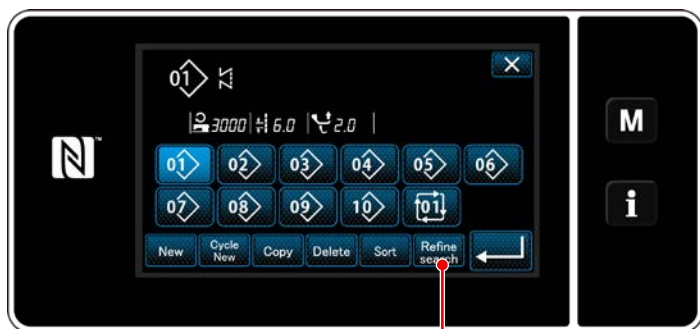 01
3000 6.0 2.0
01 02 03 04 05 06
07 08 09 10 01
New Cycle New Copy Delete Sort Refine search
N
M
i